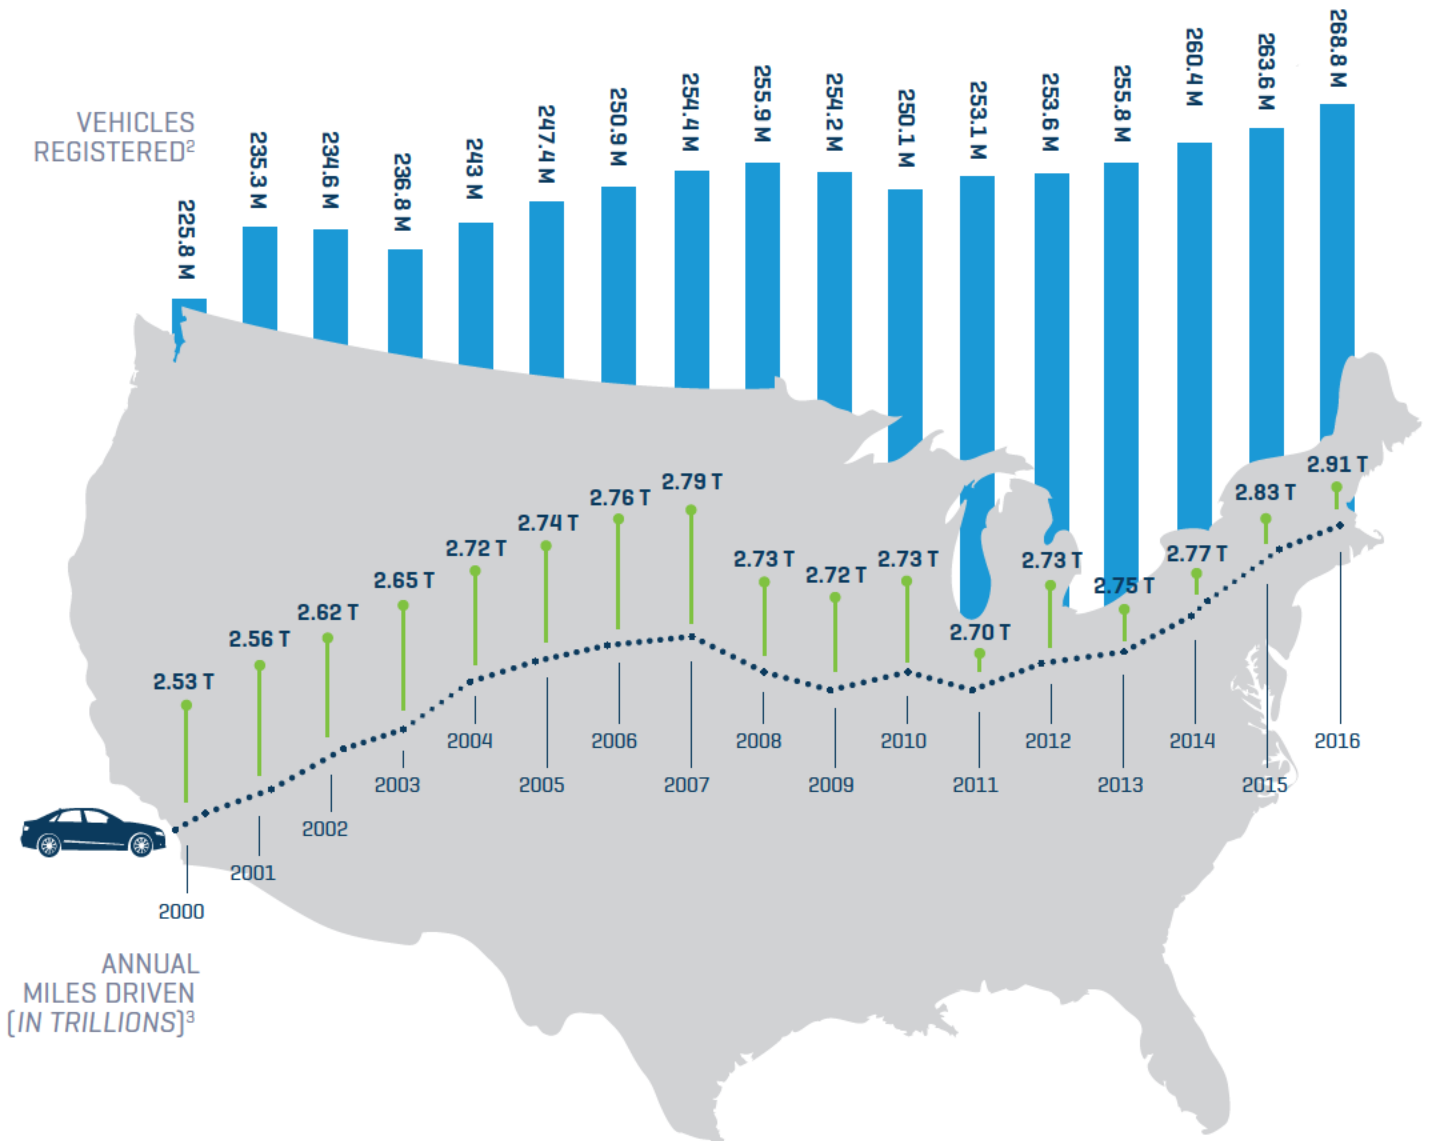 VEHICLES
REGISTERED²
225.8 M
235.3 M
234.6 M
236.8 M
243 M
247.4 M
250.9 M
254.4 M
255.9 M
254.2 M
250.1 M
253.1 M
253.6 M
255.8 M
260.4 M
263.6 M
268.8 M
2.53 T
2.56 T
2.62 T
2.65 T
2.72 T
2.74 T
2.76 T
2.79 T
2.73 T
2.72 T
2.73 T
2.70 T
2.73 T
2.75 T
2.77 T
2.83 T
2.91 T
2000
2001
2002
2003
2004
2005
2006
2007
2008
2009
2010
2011
2012
2013
2014
2015
2016
ANNUAL
MILES DRIVEN
(IN TRILLIONS)³